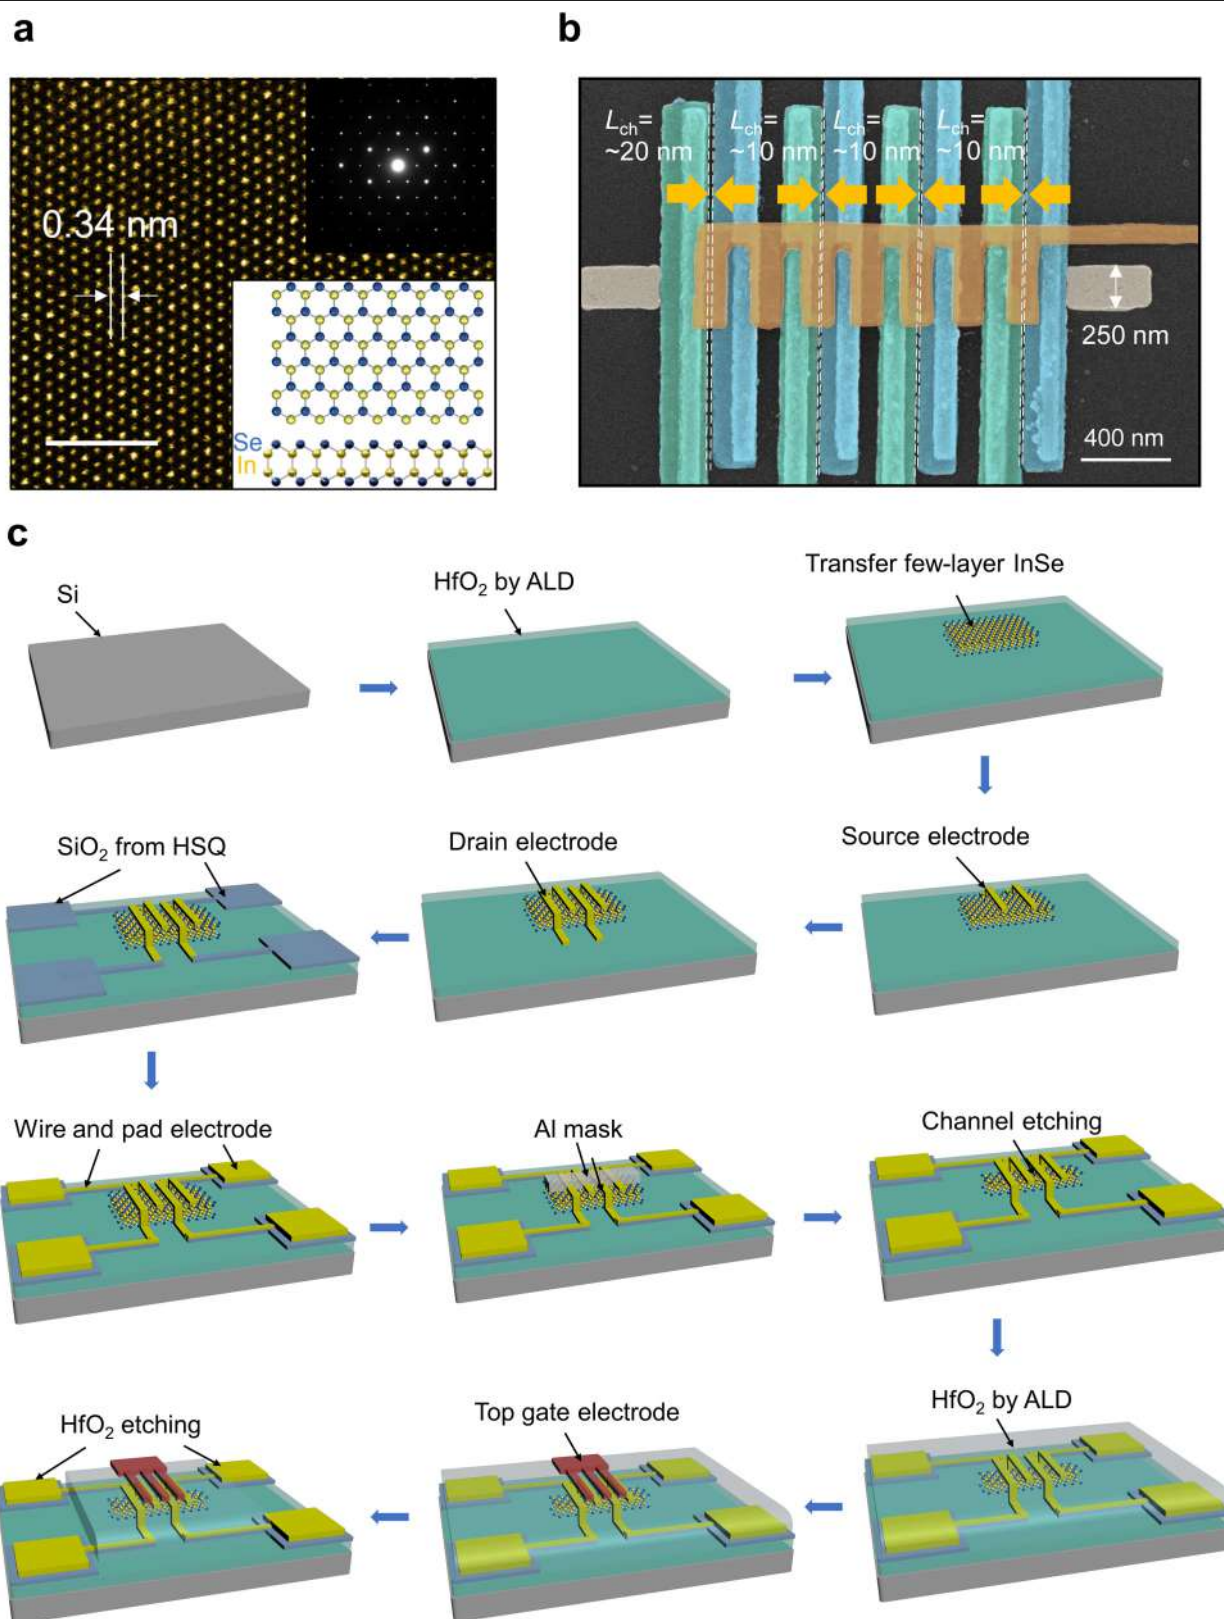 a
b
0.34 nm
Se
In
Lch=
~20 nm
Lch=
~10 nm
Lch=
~10 nm
Lch=
~10 nm
250 nm
400 nm
c
Si
HfO₂ by ALD
Transfer few-layer InSe
SiO₂ from HSQ
Drain electrode
Source electrode
Wire and pad electrode
Al mask
Channel etching
HfO₂ etching
Top gate electrode
HfO₂ by ALD